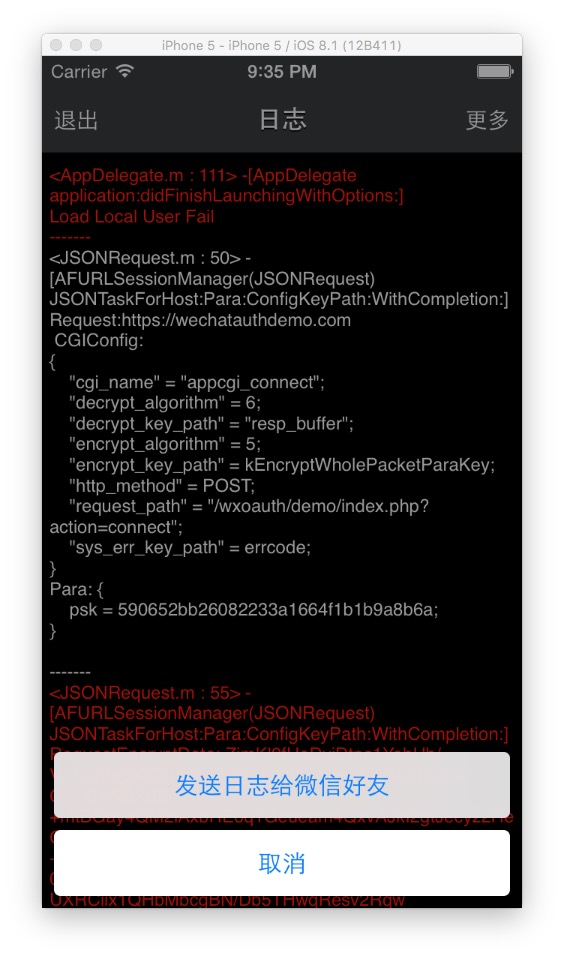 iPhone 5 - iPhone 5 / iOS 8.1 (12B411)
Carrier 9:35 PM
退出 日志 更多
<AppDelegate.m : 111> -[AppDelegate
application:didFinishLaunchingWithOptions:]
Load Local User Fail
-------
<JSONRequest.m : 50> -
[AFURLSessionManager(JSONRequest)
JSONTaskForHost:Para:ConfigKeyPath:WithCompletion:]
Request:https://wechatauthdemo.com
CGIConfig:
{
"cgi_name" = "appcgi_connect";
"decrypt_algorithm" = 6;
"decrypt_key_path" = "resp_buffer";
"encrypt_algorithm" = 5;
"encrypt_key_path" = kEncryptWholePacketParaKey;
"http_method" = POST;
"request_path" = "/wxoauth/demo/index.php?
action=connect";
"sys_err_key_path" = errcode;
}
Para: {
psk = 590652bb26082233a1664f1b1b9a8b6a;
}
-------
<JSONRequest.m : 55> -
[AFURLSessionManager(JSONRequest)
JSONTaskForHost:Para:ConfigKeyPath:WithCompletion:]
发送日志给微信好友
取消